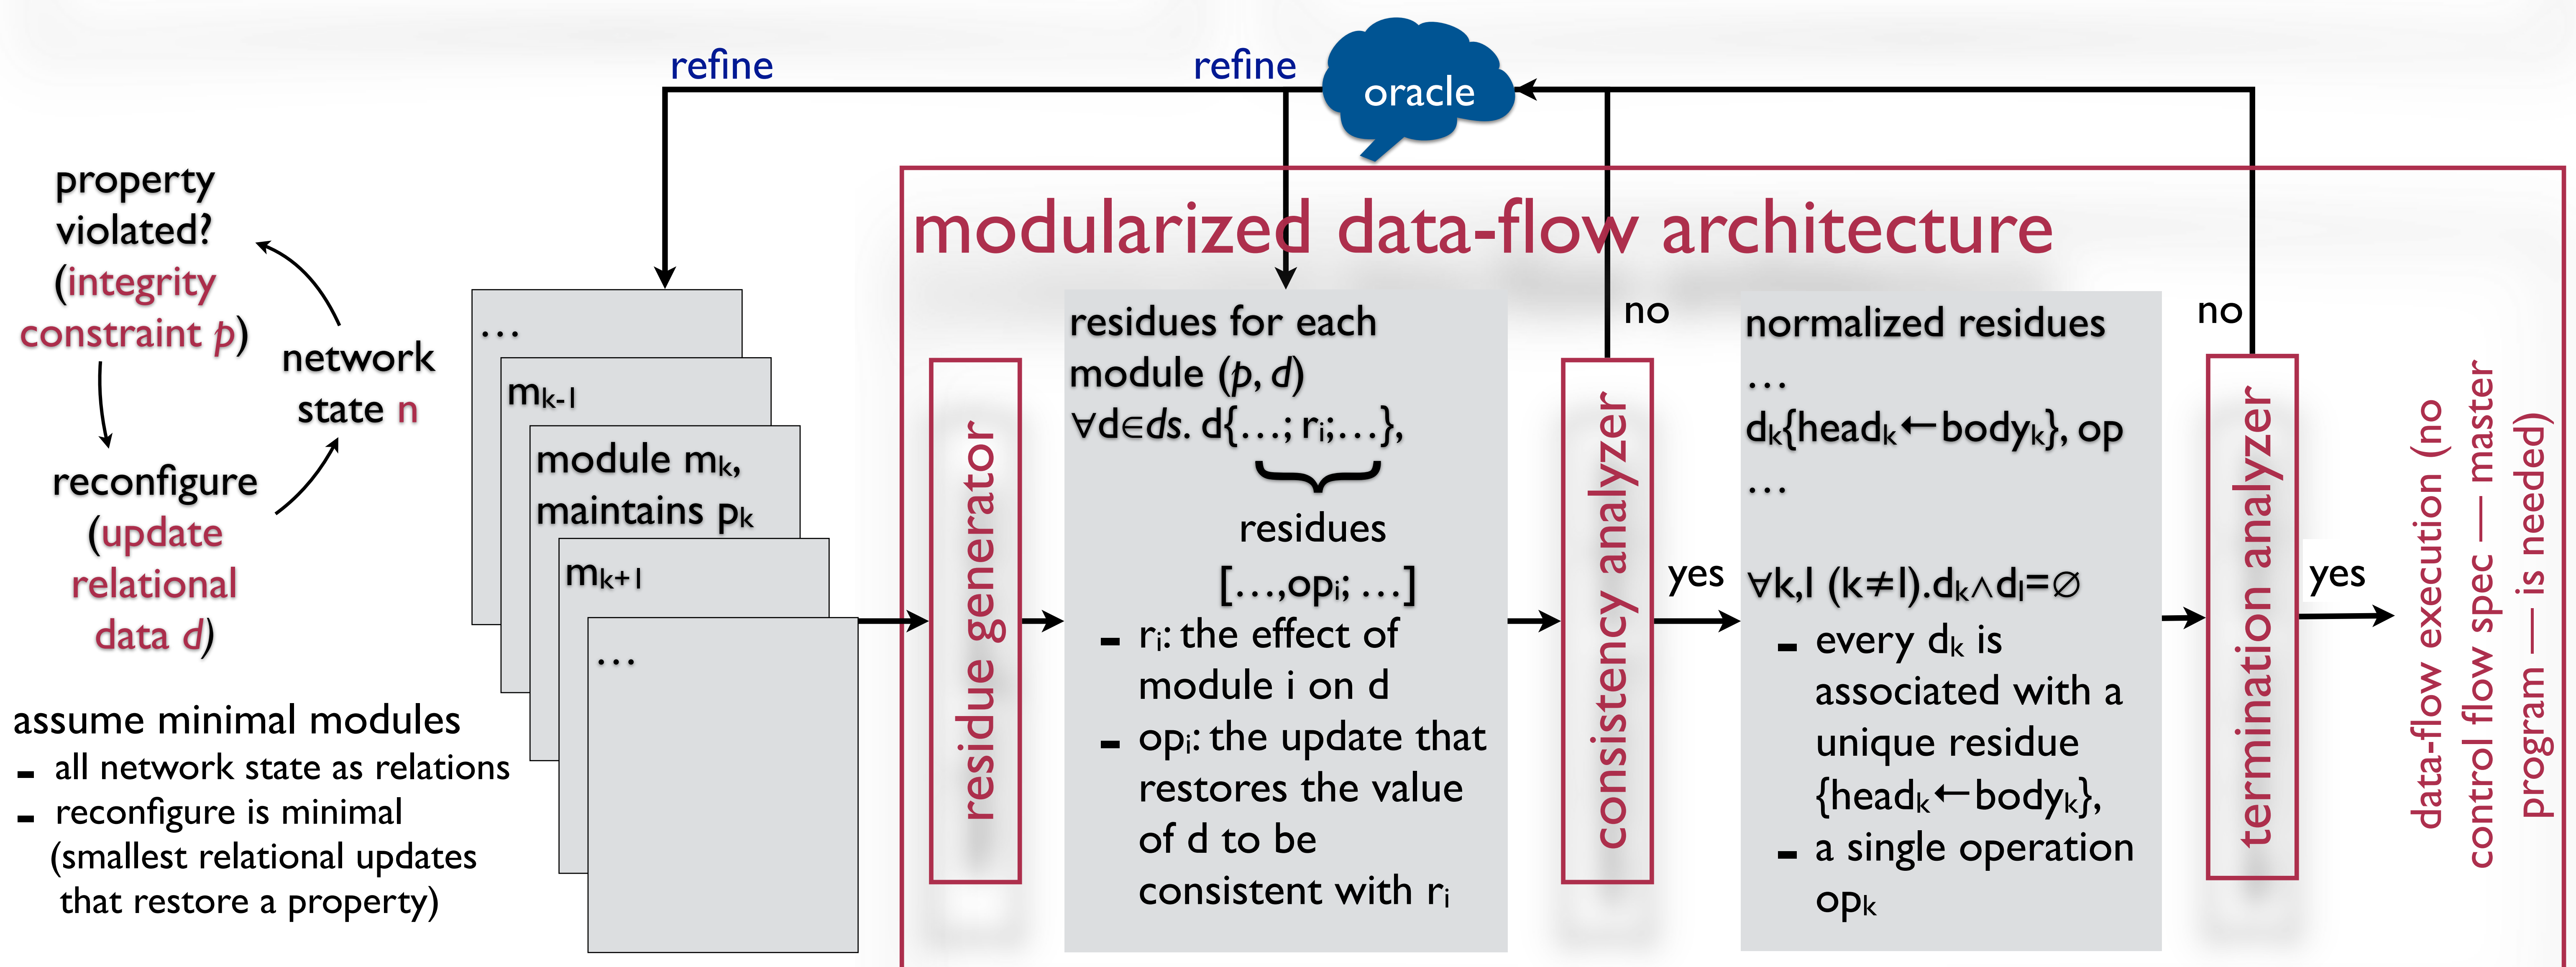 refine
refine
oracle
property
violated?
(integrity
constraint p)
network
state n
reconfigure
(update
relational
data d)
assume minimal modules
- all network state as relations
- reconfigure is minimal
(smallest relational updates
that restore a property)
...
mk-1
module mk,
maintains pk
mk+1
...
modularized data-flow architecture
residue generator
residues for each
module (p, d)
∀d∈ds. d{...; ri;...},
residues
[...,opi; ...]
- ri: the effect of
module i on d
- opi: the update that
restores the value
of d to be
consistent with ri
consistency analyzer
no
yes
normalized residues
...
dk{headk←bodyk}, op
...
∀k,l (k≠l).dk∧dl=∅
- every dk is
associated with a
unique residue
{headk←bodyk},
- a single operation
opk
termination analyzer
no
yes
data-flow execution (no
control flow spec — master
program — is needed)